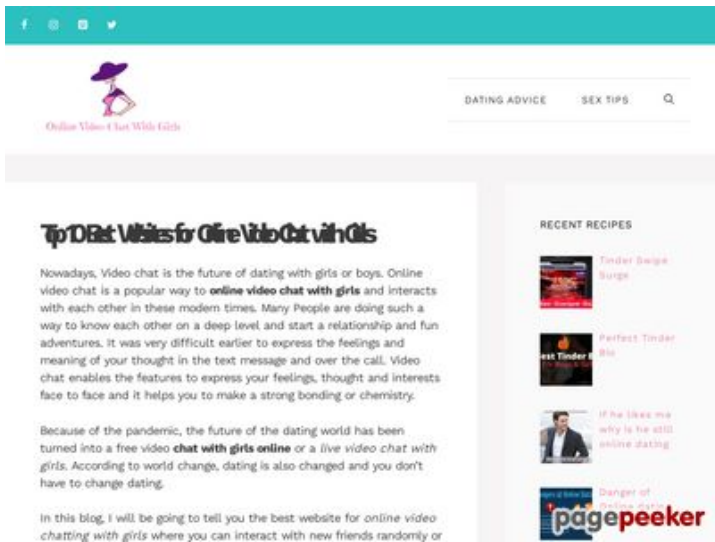 DATING ADVICE SEX TIPS
Online Video Chat With Girls
Top 10 Best Websites for Online Video Chat with Girls
RECENT RECIPES
Nowadays, Video chat is the future of dating with girls or boys. Online
video chat is a popular way to online video chat with girls and interacts
with each other in these modern times. Many People are doing such a
way to know each other on a deep level and start a relationship and fun
adventures. It was very difficult earlier to express the feelings and
meaning of your thought in the text message and over the call. Video
chat enables the features to express your feelings, thought and interests
face to face and it helps you to make a strong bonding or chemistry.
Because of the pandemic, the future of the dating world has been
turned into a free video chat with girls online or a live video chat with
girls. According to world change, dating is also changed and you don't
have to change dating.
In this blog, I will be going to tell you the best website for online video
chatting with girls where you can interact with new friends randomly or
Tinder Swipe
Surge
Perfect Tinder
Bio
est Tinder B
If he likes me
why is he still
online dating
Danger of
Online dating
pagepeeker